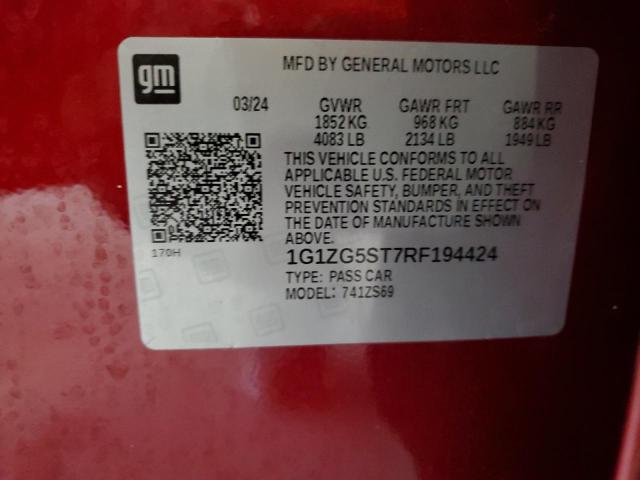 gm
MFD BY GENERAL MOTORS LLC
03/24 GVWR GAWR FRT GAWR RR
1852 KG 968 KG 884 KG
4083 LB 2134 LB 1949 LB
THIS VEHICLE CONFORMS TO ALL
APPLICABLE U.S. FEDERAL MOTOR
VEHICLE SAFETY, BUMPER, AND THEFT
PREVENTION STANDARDS IN EFFECT ON
THE DATE OF MANUFACTURE SHOWN
ABOVE.
170H
1G1ZG5ST7RF194424
TYPE: PASS CAR
MODEL: 741ZS69